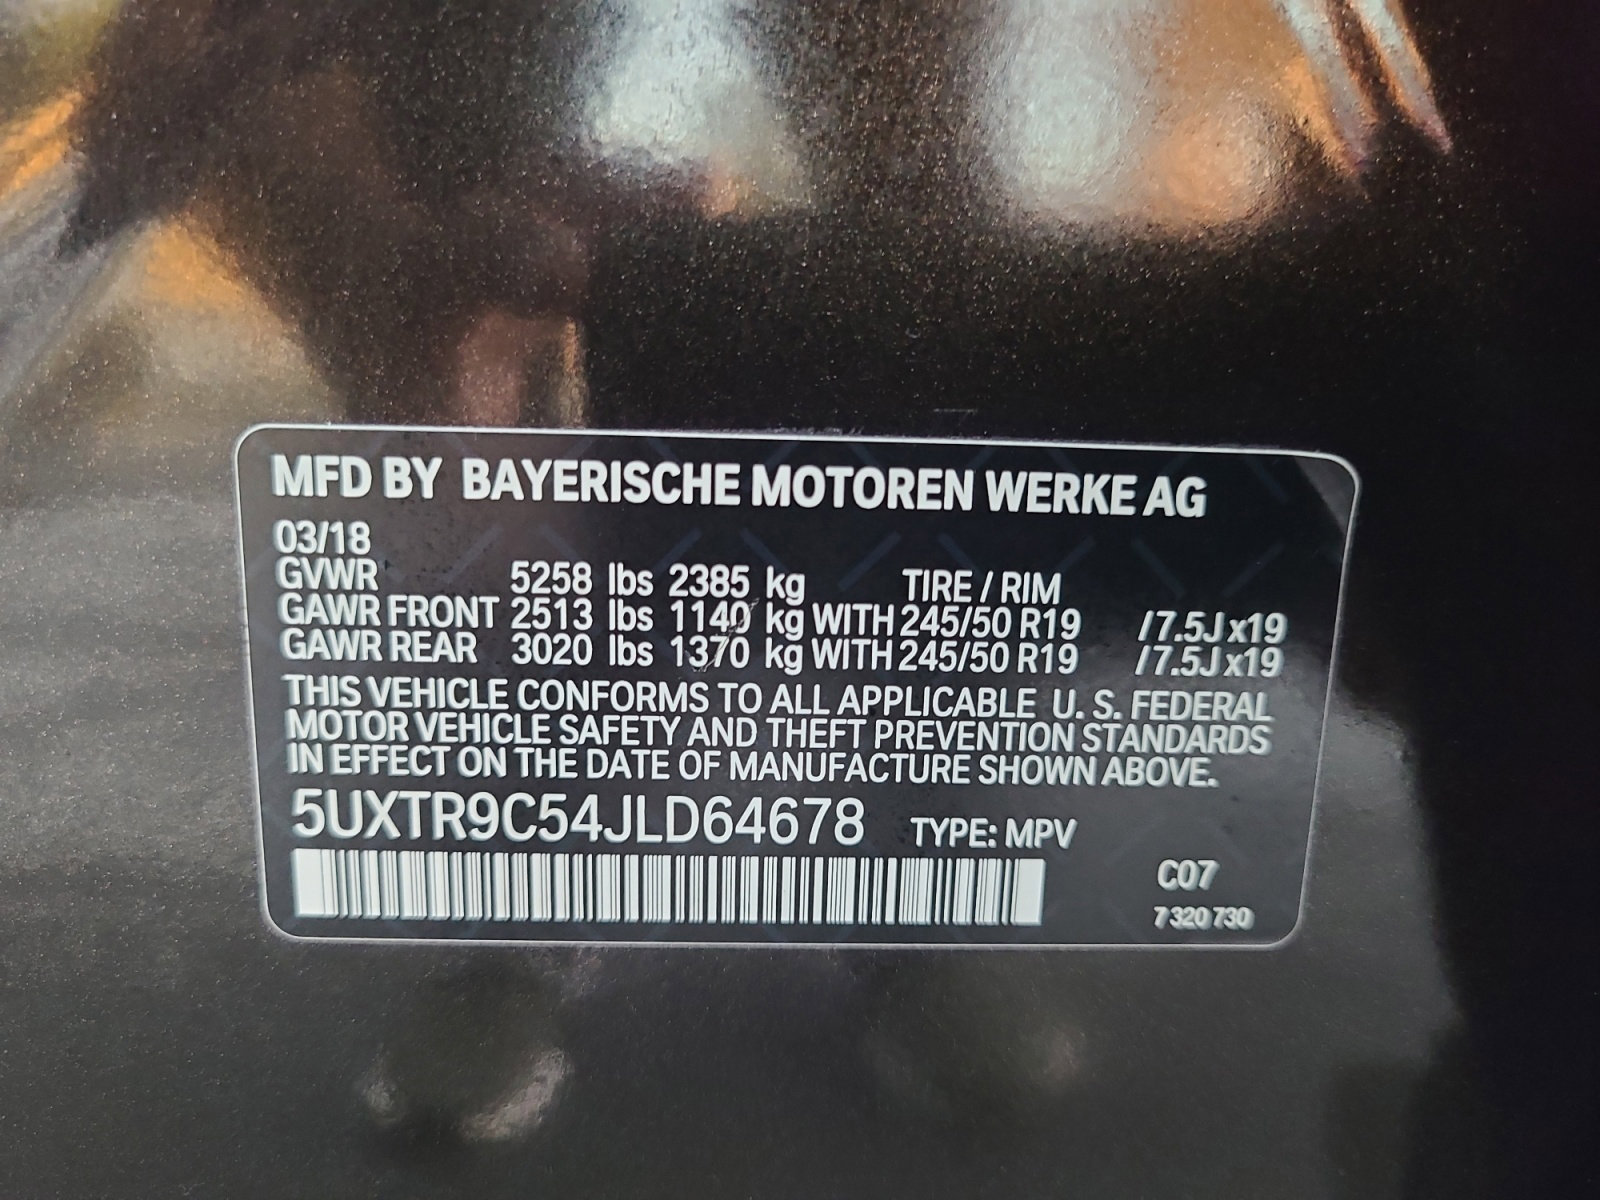 MFD BY BAYERISCHE MOTOREN WERKE AG
03/18
GVWR 5258 lbs 2385 kg TIRE / RIM
GAWR FRONT 2513 lbs 1140 kg WITH 245/50 R19 / 7.5J x19
GAWR REAR 3020 lbs 1370 kg WITH 245/50 R19 / 7.5J x19
THIS VEHICLE CONFORMS TO ALL APPLICABLE U. S. FEDERAL
MOTOR VEHICLE SAFETY AND THEFT PREVENTION STANDARDS
IN EFFECT ON THE DATE OF MANUFACTURE SHOWN ABOVE.
5UXTR9C54JLD64678 TYPE: MPV
C07
7 320 730